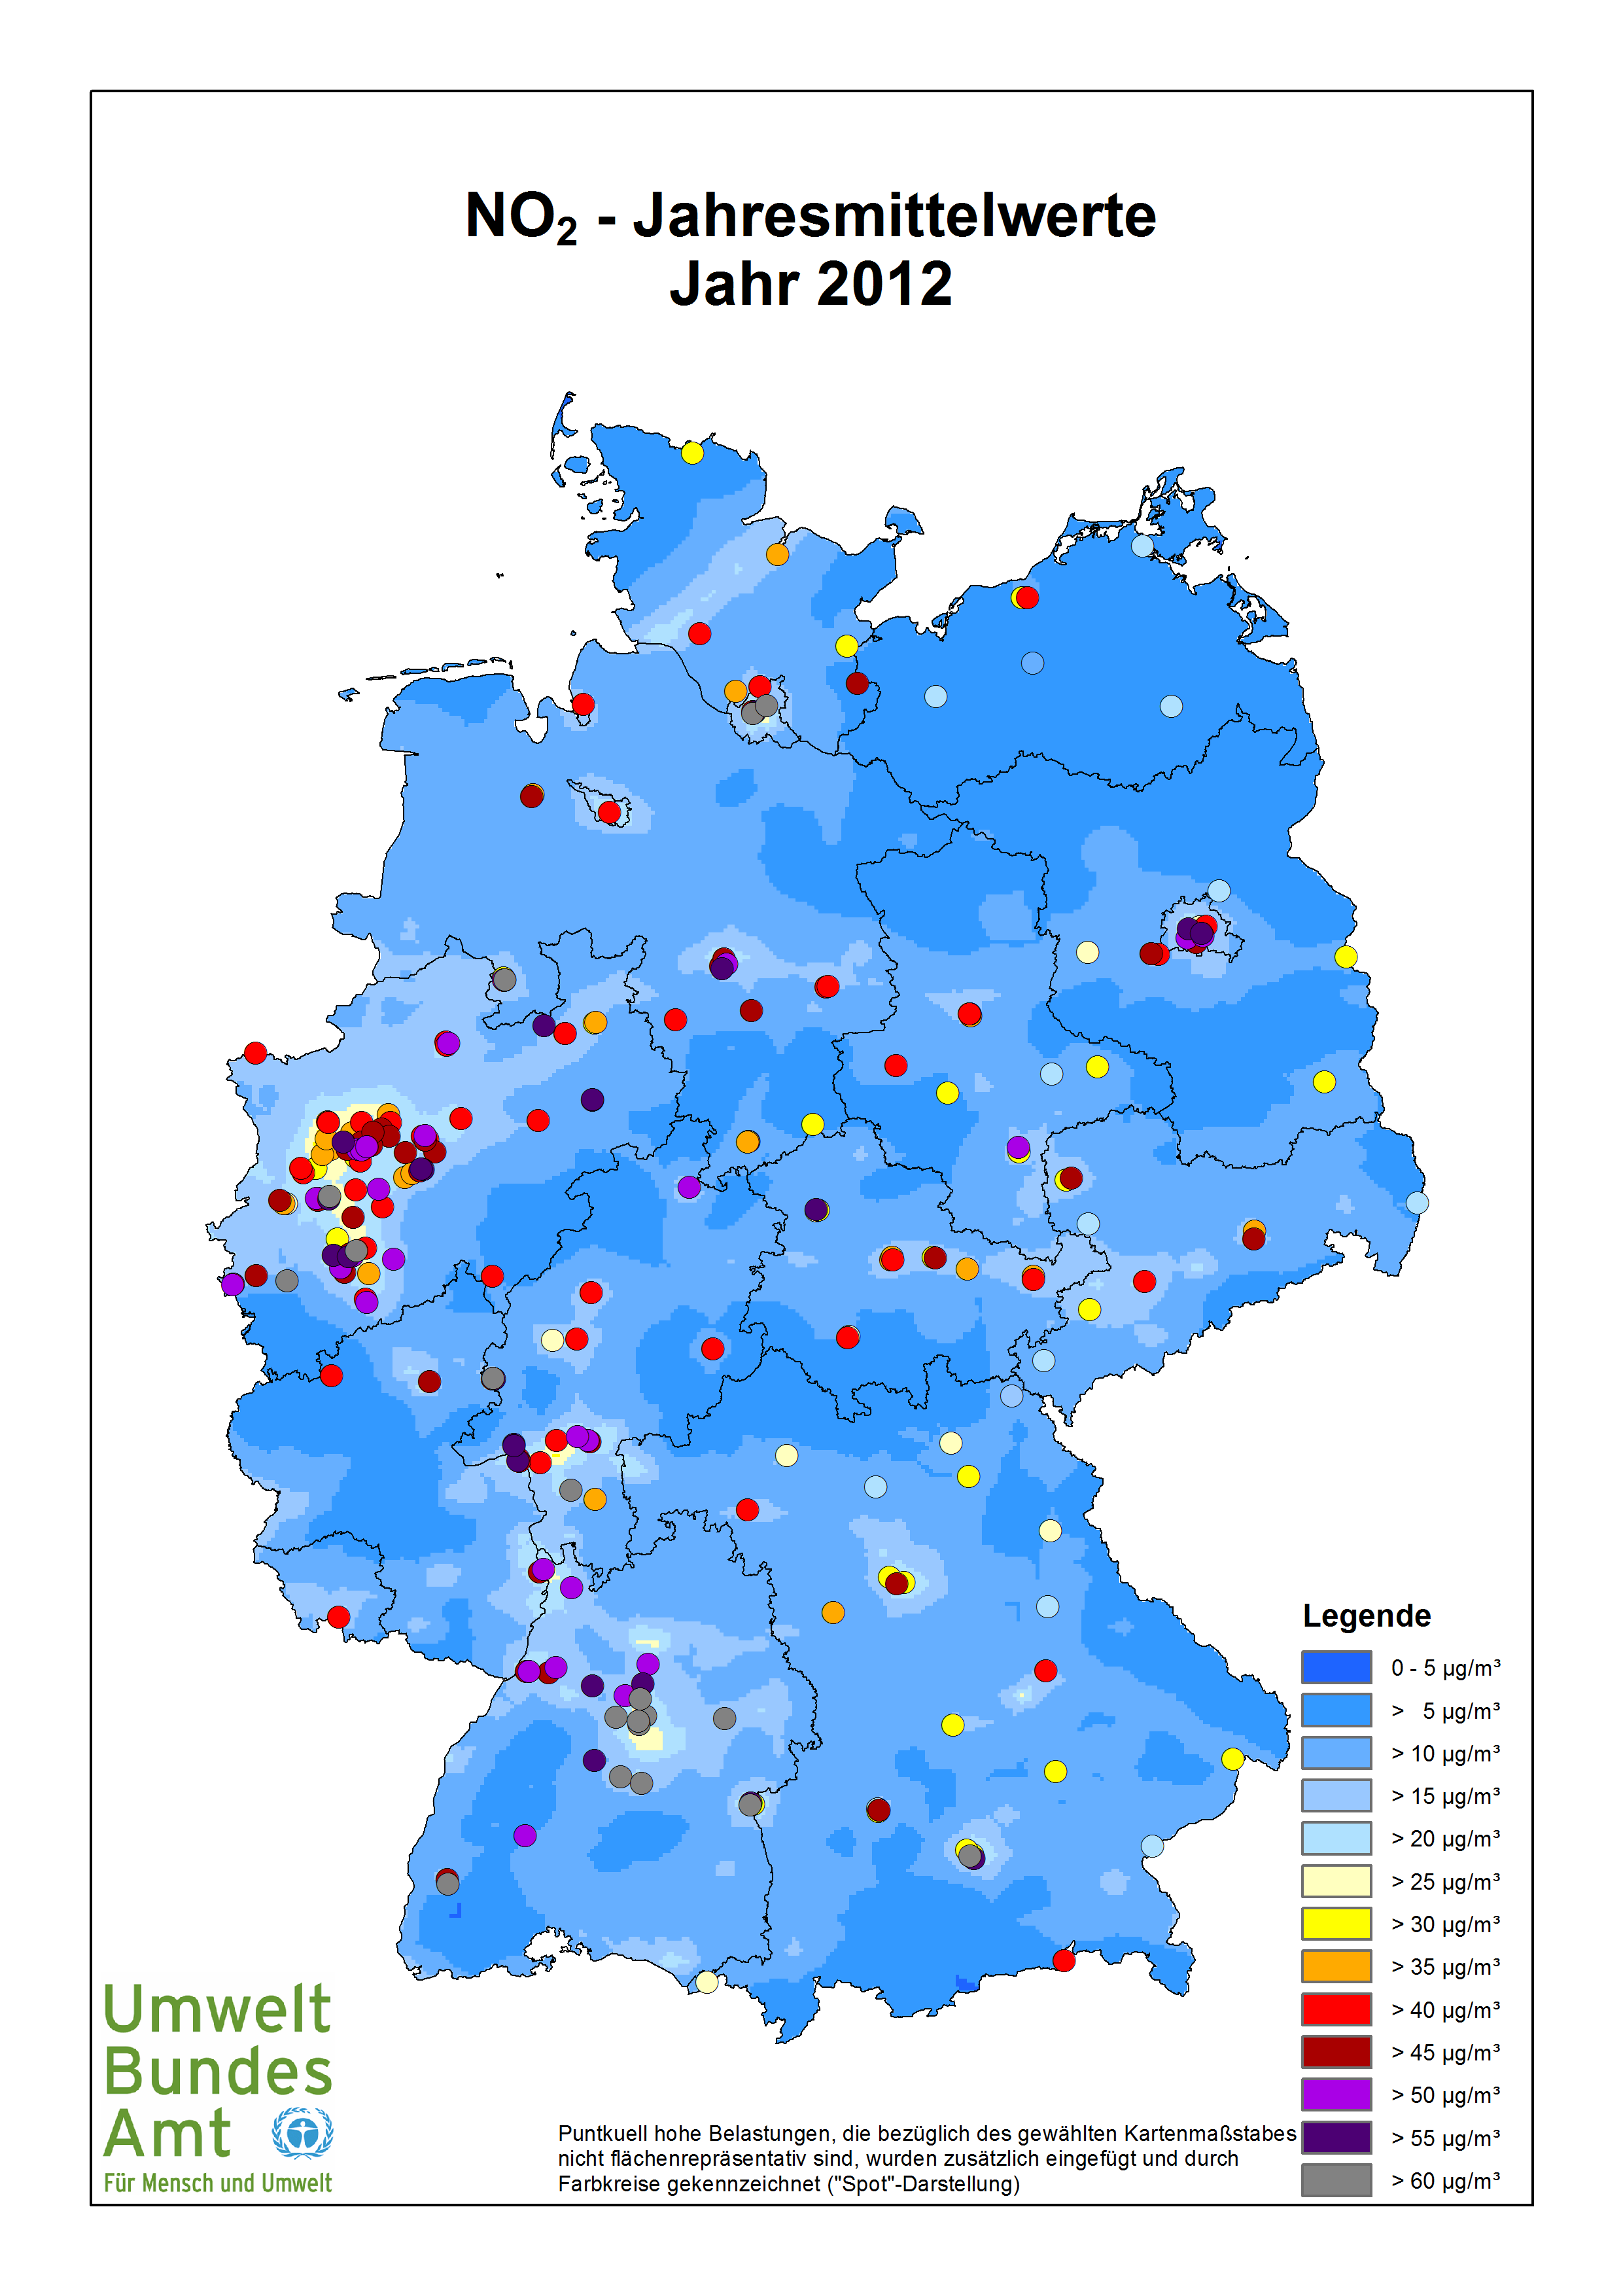 NO₂ - Jahresmittelwerte
Jahr 2012
Legende
0 - 5 µg/m³
> 5 µg/m³
> 10 µg/m³
> 15 µg/m³
> 20 µg/m³
> 25 µg/m³
> 30 µg/m³
> 35 µg/m³
> 40 µg/m³
> 45 µg/m³
> 50 µg/m³
> 55 µg/m³
> 60 µg/m³
Umwelt
Bundes
Amt
Für Mensch und Umwelt
Puntkuell hohe Belastungen, die bezüglich des gewählten Kartenmaßstabes
nicht flächenrepräsentativ sind, wurden zusätzlich eingefügt und durch
Farbkreise gekennzeichnet ("Spot"-Darstellung)